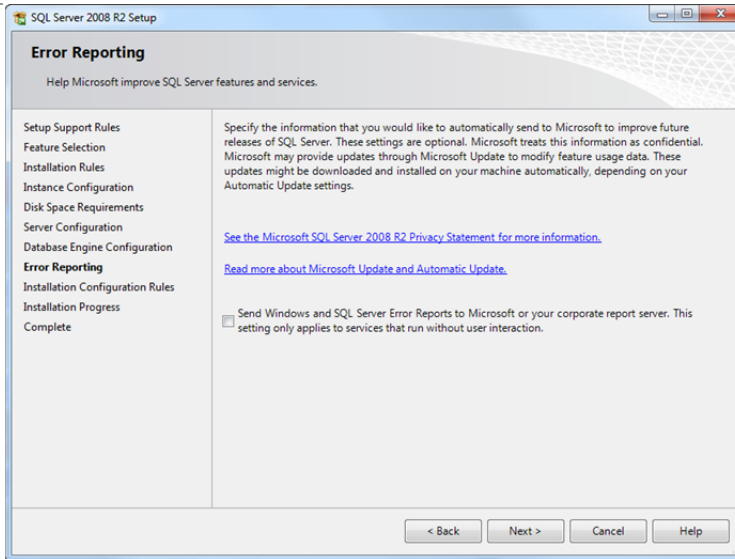 SQL Server 2008 R2 Setup
Error Reporting
Help Microsoft improve SQL Server features and services.
Setup Support Rules
Feature Selection
Installation Rules
Instance Configuration
Disk Space Requirements
Server Configuration
Database Engine Configuration
Error Reporting
Installation Configuration Rules
Installation Progress
Complete
Specify the information that you would like to automatically send to Microsoft to improve future
releases of SQL Server. These settings are optional. Microsoft treats this information as confidential.
Microsoft may provide updates through Microsoft Update to modify feature usage data. These
updates might be downloaded and installed on your machine automatically, depending on your
Automatic Update settings.
See the Microsoft SQL Server 2008 R2 Privacy Statement for more information.
Read more about Microsoft Update and Automatic Update.
Send Windows and SQL Server Error Reports to Microsoft or your corporate report server. This
setting only applies to services that run without user interaction.
< Back Next > Cancel Help